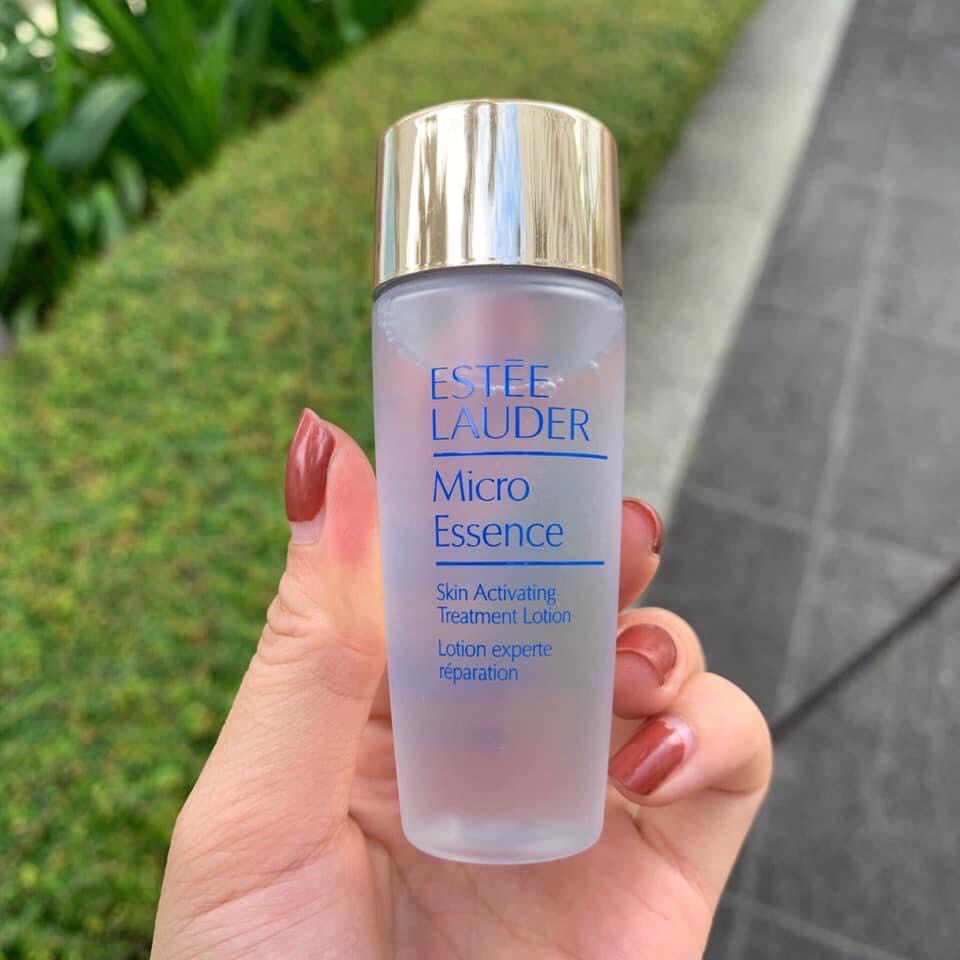 ESTĒE
LAUDER
Micro
Essence
Skin Activating
Treatment Lotion
Lotion experte
réparation